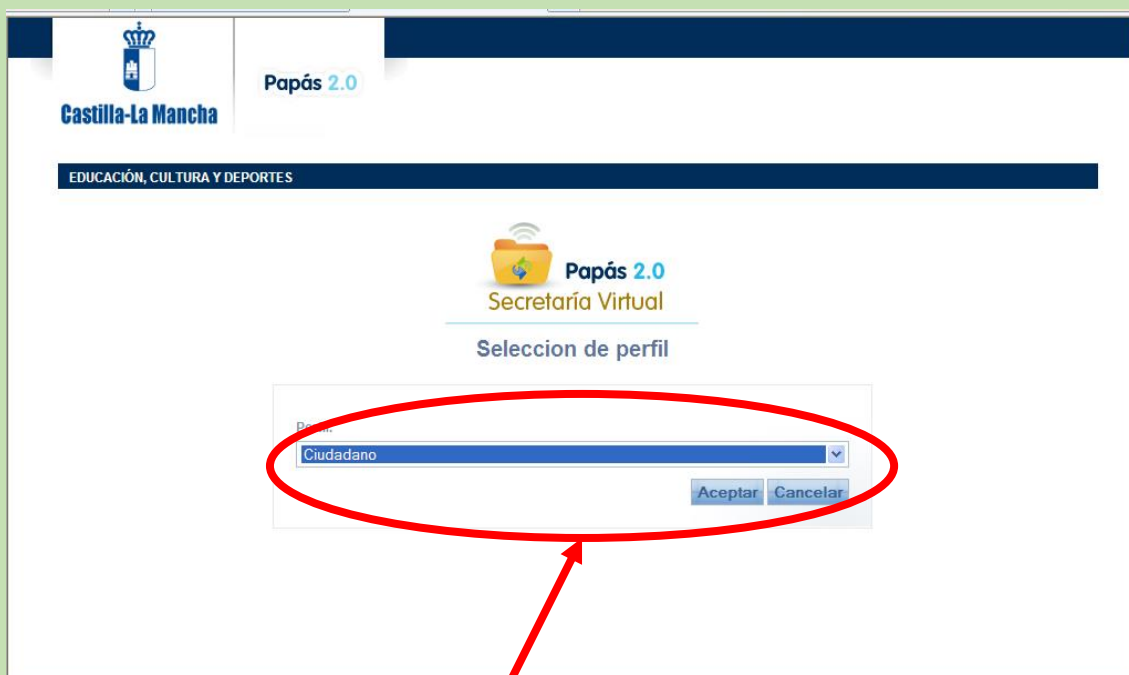 Castilla-La Mancha
Papás 2.0
EDUCACIÓN, CULTURA Y DEPORTES
Papás 2.0
Secretaría Virtual
Seleccion de perfil
Ciudadano
Aceptar Cancelar